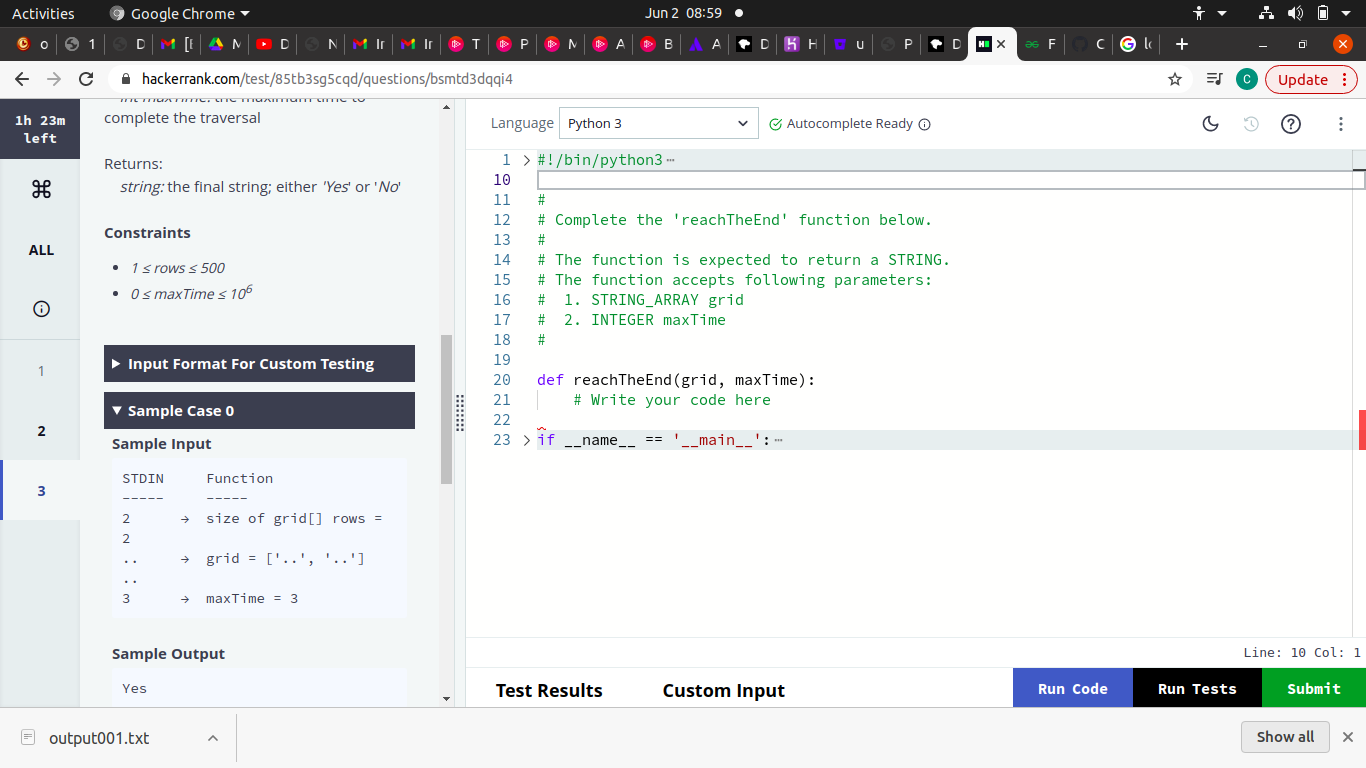 Activities Google Chrome Jun 2 08:59
o 1 D [E M D N In In T P M A B A D H u P D F C lo
hackerrank.com/test/85tb3sg5cqd/questions/bsmtd3dqqi4 C Update
1h 23m
left
ALL
1
2
3
int maxTime: the maximum time to
complete the traversal
Returns:
string: the final string; either 'Yes' or 'No'
Constraints
1 ≤ rows ≤ 500
0 ≤ maxTime ≤ 10^6
Input Format For Custom Testing
Sample Case 0
Sample Input
STDIN Function
----- -----
2 → size of grid[] rows =
2
.. → grid = ['..', '..']
..
3 → maxTime = 3
Sample Output
Yes
Language Python 3 Autocomplete Ready
1 #!/bin/python3
10
11 #
12 # Complete the 'reachTheEnd' function below.
13 #
14 # The function is expected to return a STRING.
15 # The function accepts following parameters:
16 #  1. STRING_ARRAY grid
17 #  2. INTEGER maxTime
18 #
19
20 def reachTheEnd(grid, maxTime):
21     # Write your code here
22
23 if __name__ == '__main__':
Line: 10 Col: 1
Test Results Custom Input Run Code Run Tests Submit
output001.txt Show all